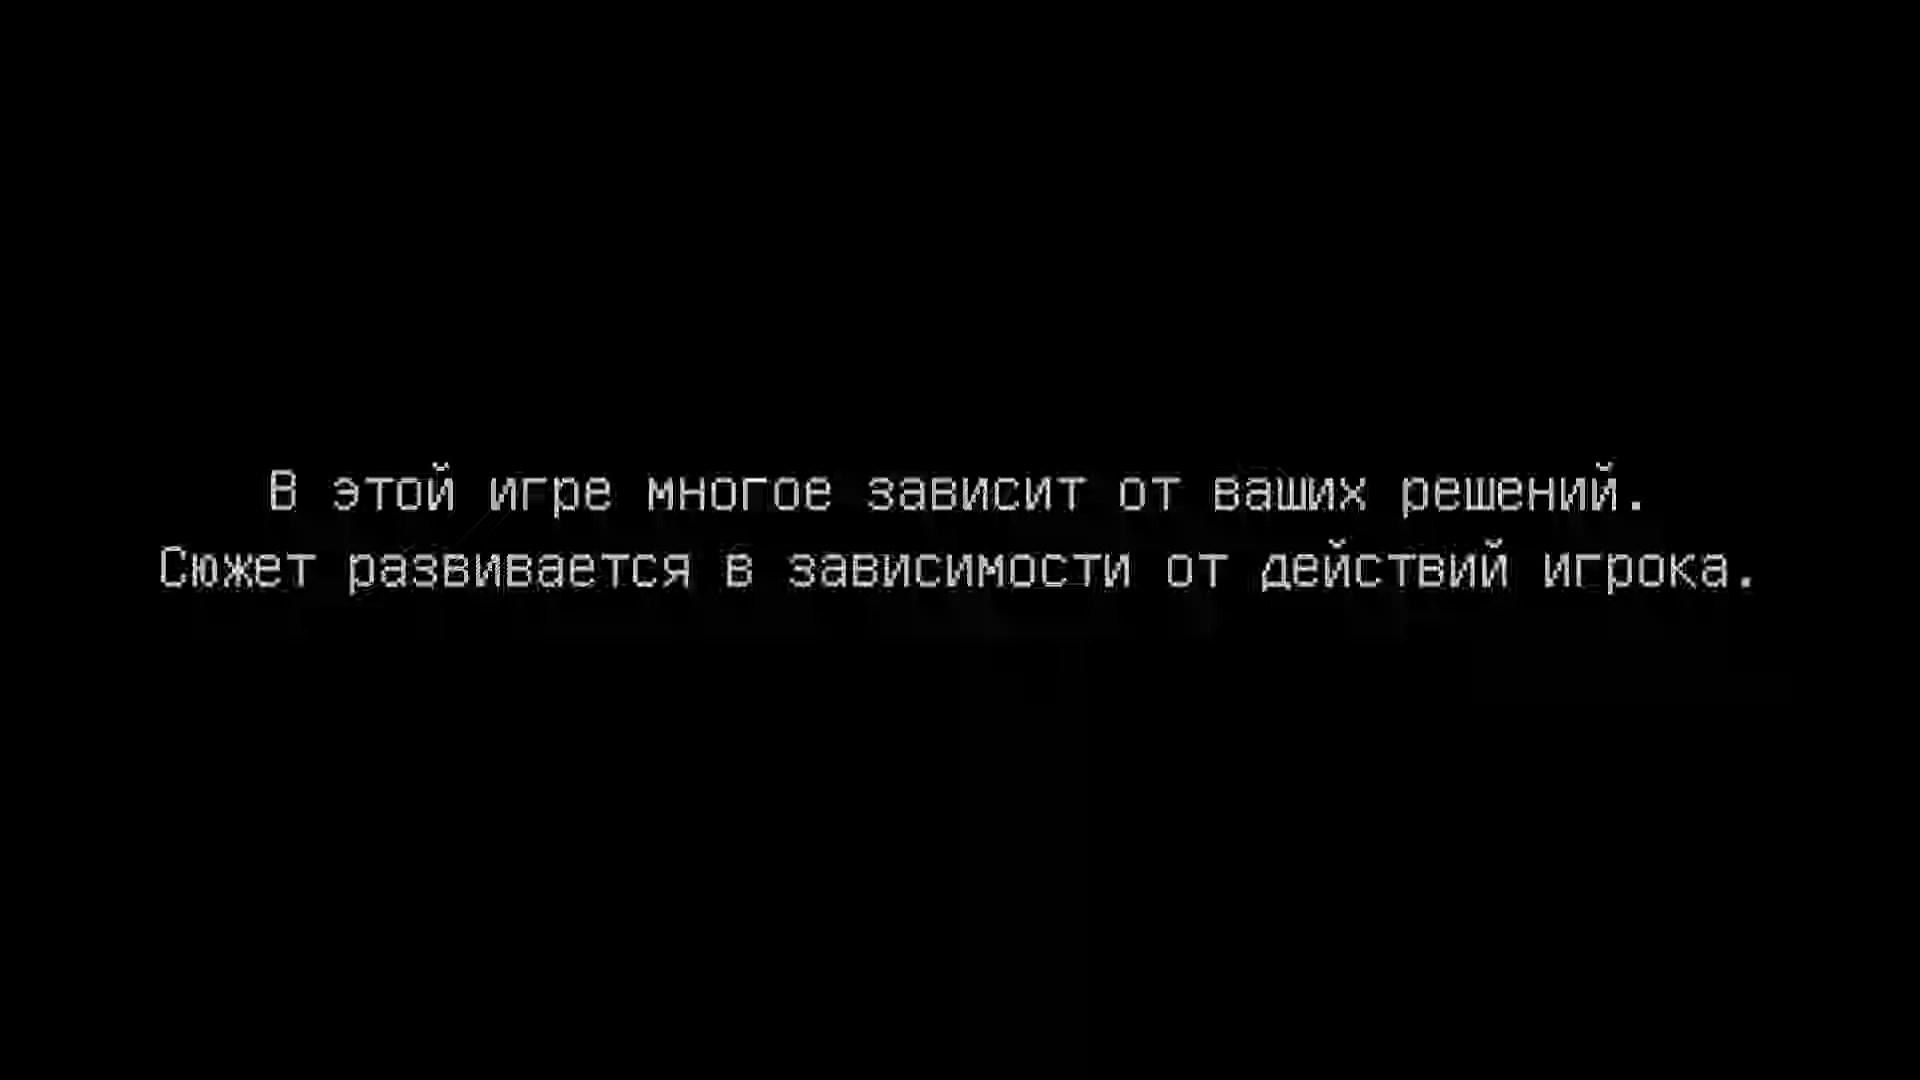 В этой игре многое зависит от ваших решений.
Сюжет развивается в зависимости от действий игрока.